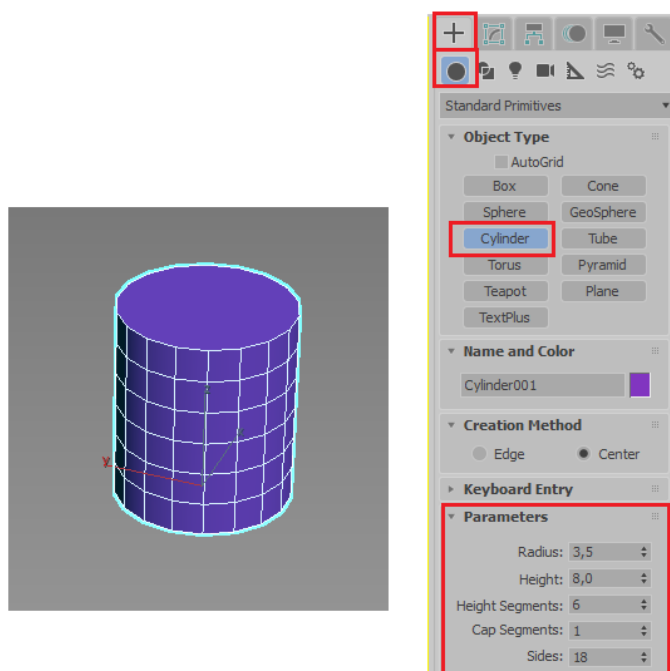 Standard Primitives
Object Type
AutoGrid
Box Cone
Sphere GeoSphere
Cylinder Tube
Torus Pyramid
Teapot Plane
TextPlus
Name and Color
Cylinder001
Creation Method
Edge Center
Keyboard Entry
Parameters
Radius: 3,5
Height: 8,0
Height Segments: 6
Cap Segments: 1
Sides: 18
y